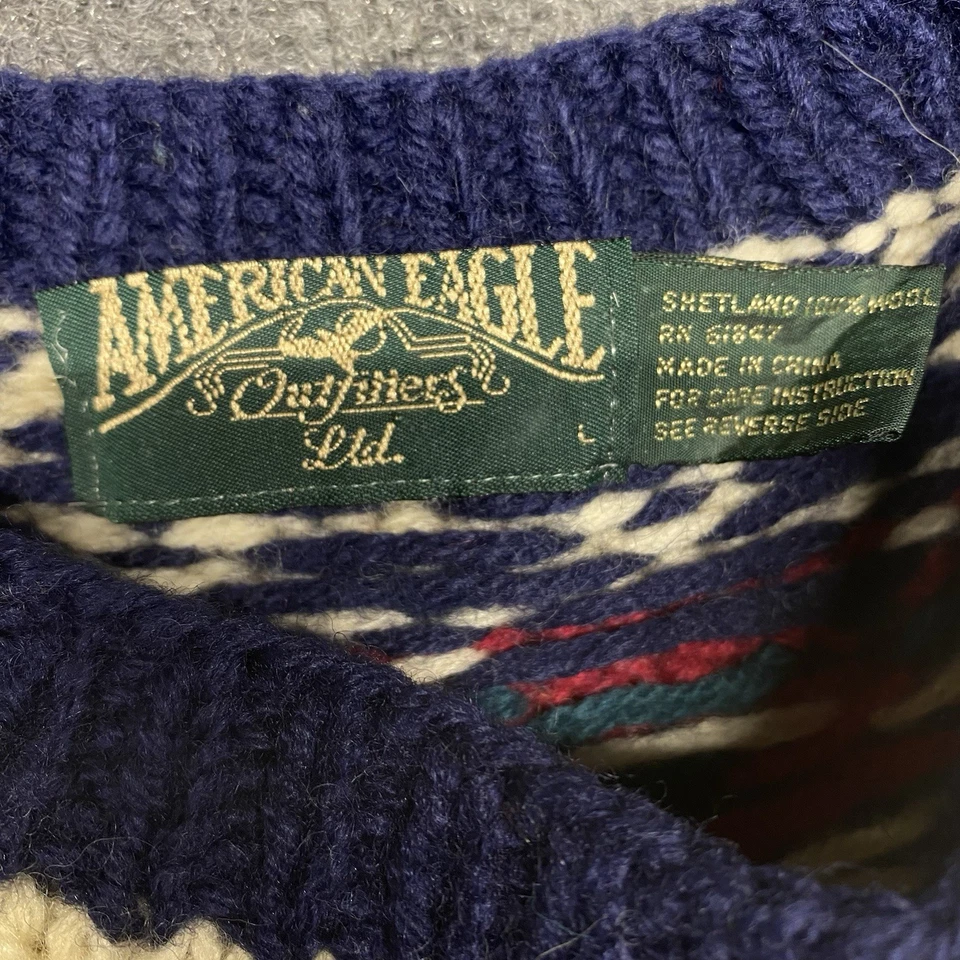 AMERICAN EAGLE
Outfitters
Ltd.
L
SHETLAND 100% WOOL
RN 61847
MADE IN CHINA
FOR CARE INSTRUCTION
SEE REVERSE SIDE